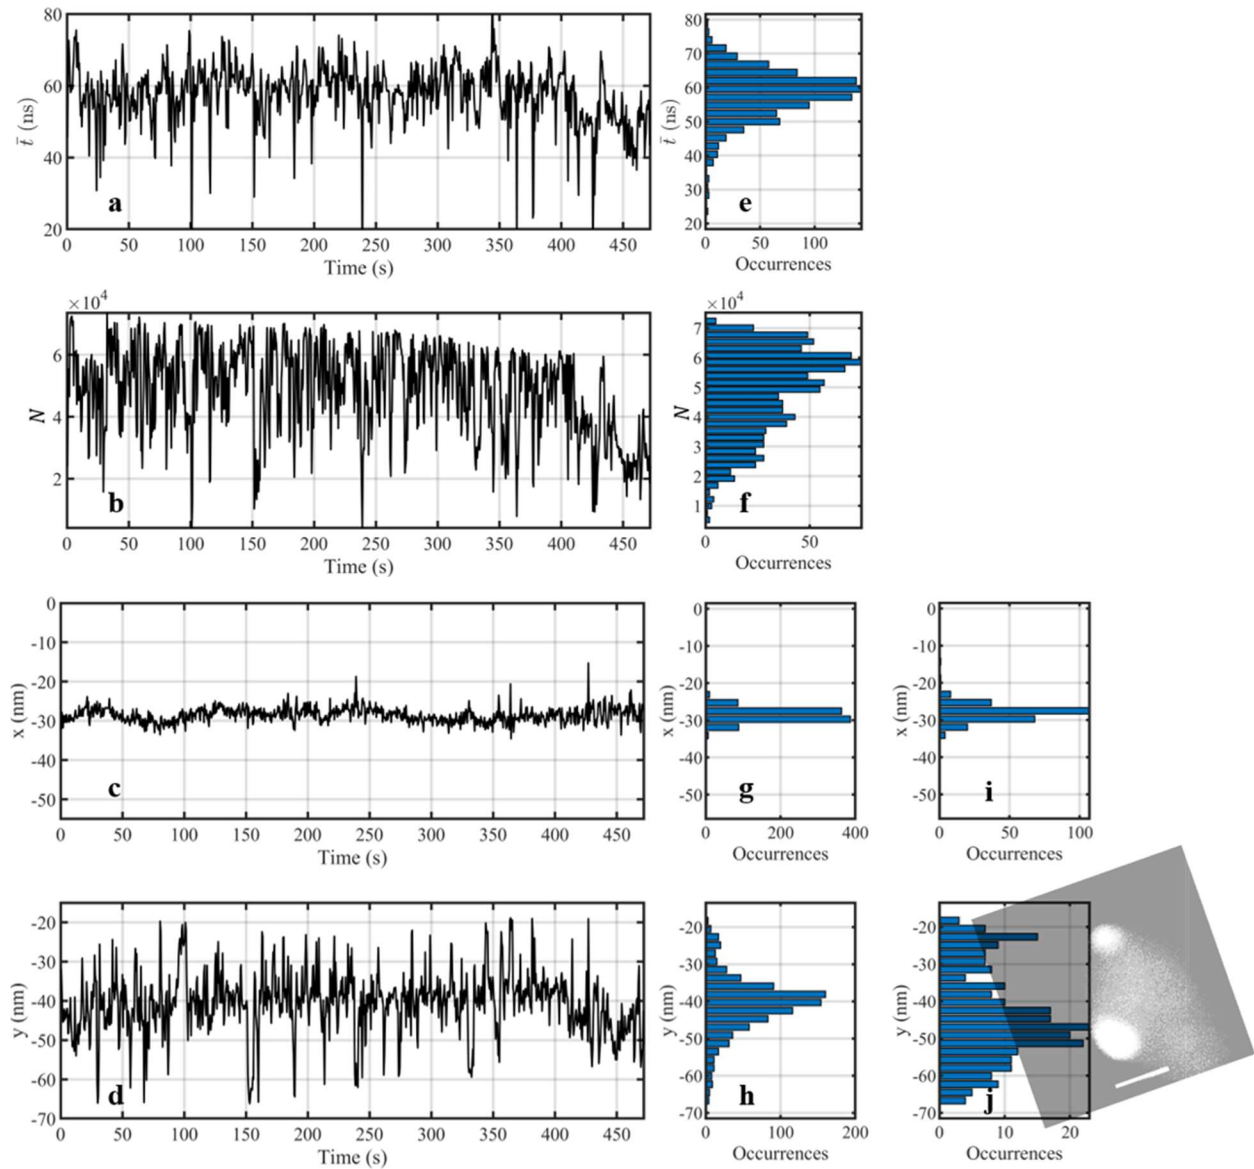 80
60
40
20
t̄ (ns)
a
0 50 100 150 200 250 300 350 400 450
Time (s)
80
70
60
50
40
30
20
t̄ (ns)
e
0 50 100
Occurrences
×10⁴
6
4
2
N
b
0 50 100 150 200 250 300 350 400 450
Time (s)
×10⁴
7
6
5
4
3
2
1
N
f
0 50
Occurrences
0
-10
-20
-30
-40
-50
x (nm)
c
0 50 100 150 200 250 300 350 400 450
Time (s)
0
-10
-20
-30
-40
-50
x (nm)
g
0 200 400
Occurrences
0
-10
-20
-30
-40
-50
x (nm)
i
0 50 100
Occurrences
-20
-30
-40
-50
-60
-70
y (nm)
d
0 50 100 150 200 250 300 350 400 450
Time (s)
-20
-30
-40
-50
-60
-70
y (nm)
h
0 100 200
Occurrences
-20
-30
-40
-50
-60
-70
y (nm)
j
0 10 20
Occurrences